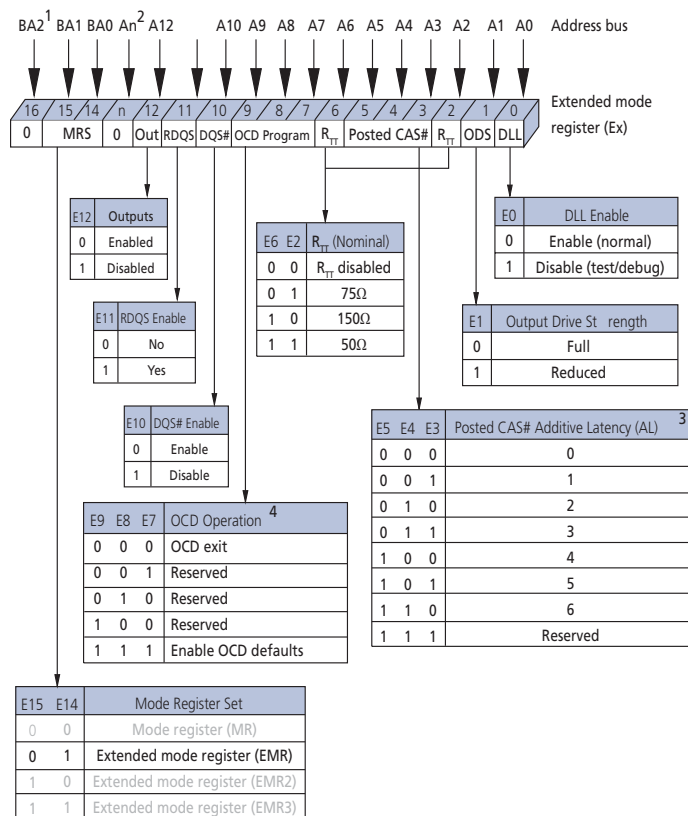 BA2 1 BA1 BA0 An 2 A12 A10 A9 A8 A7 A6 A5 A4 A3 A2 A1 A0 Address bus
16 15 14 n 12 11 10 9 8 7 6 5 4 3 2 1 0
0 MRS 0 Out RDQS DQS# OCD Program RTT Posted CAS# RTT ODS DLL
Extended mode
register (Ex)
E12 Outputs
0 Enabled
1 Disabled
E11 RDQS Enable
0 No
1 Yes
E10 DQS# Enable
0 Enable
1 Disable
E6 E2 RTT (Nominal)
0 0 RTT disabled
0 1 75Ω
1 0 150Ω
1 1 50Ω
E0 DLL Enable
0 Enable (normal)
1 Disable (test/debug)
E1 Output Drive St rength
0 Full
1 Reduced
E5 E4 E3 Posted CAS# Additive Latency (AL) 3
0 0 0 0
0 0 1 1
0 1 0 2
0 1 1 3
1 0 0 4
1 0 1 5
1 1 0 6
1 1 1 Reserved
E9 E8 E7 OCD Operation 4
0 0 0 OCD exit
0 0 1 Reserved
0 1 0 Reserved
1 0 0 Reserved
1 1 1 Enable OCD defaults
E15 E14 Mode Register Set
0 0 Mode register (MR)
0 1 Extended mode register (EMR)
1 0 Extended mode register (EMR2)
1 1 Extended mode register (EMR3)